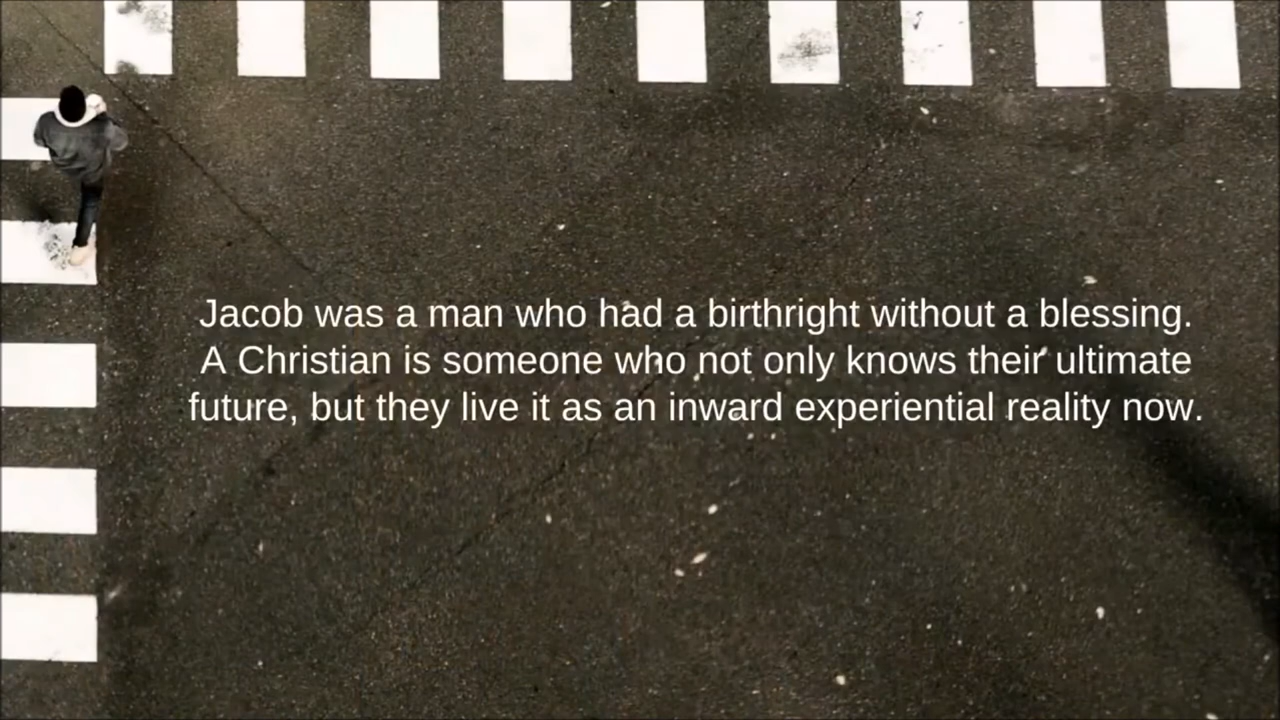 Jacob was a man who had a birthright without a blessing.
A Christian is someone who not only knows their ultimate
future, but they live it as an inward experiential reality now.